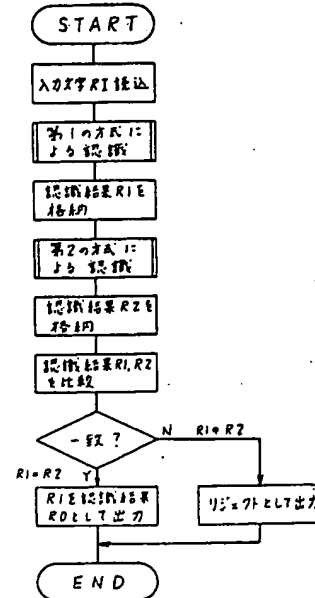 START
入力文字RI読込
第1の方式に
よる認識
認識結果R1を
格納
第2の方式に
よる認識
認識結果R2を
格納
認識結果R1,R2
を比較
一致?
N R1≠R2
R1=R2 Y
R1を認識結果
ROとして出力
リジェクトとして出力
END